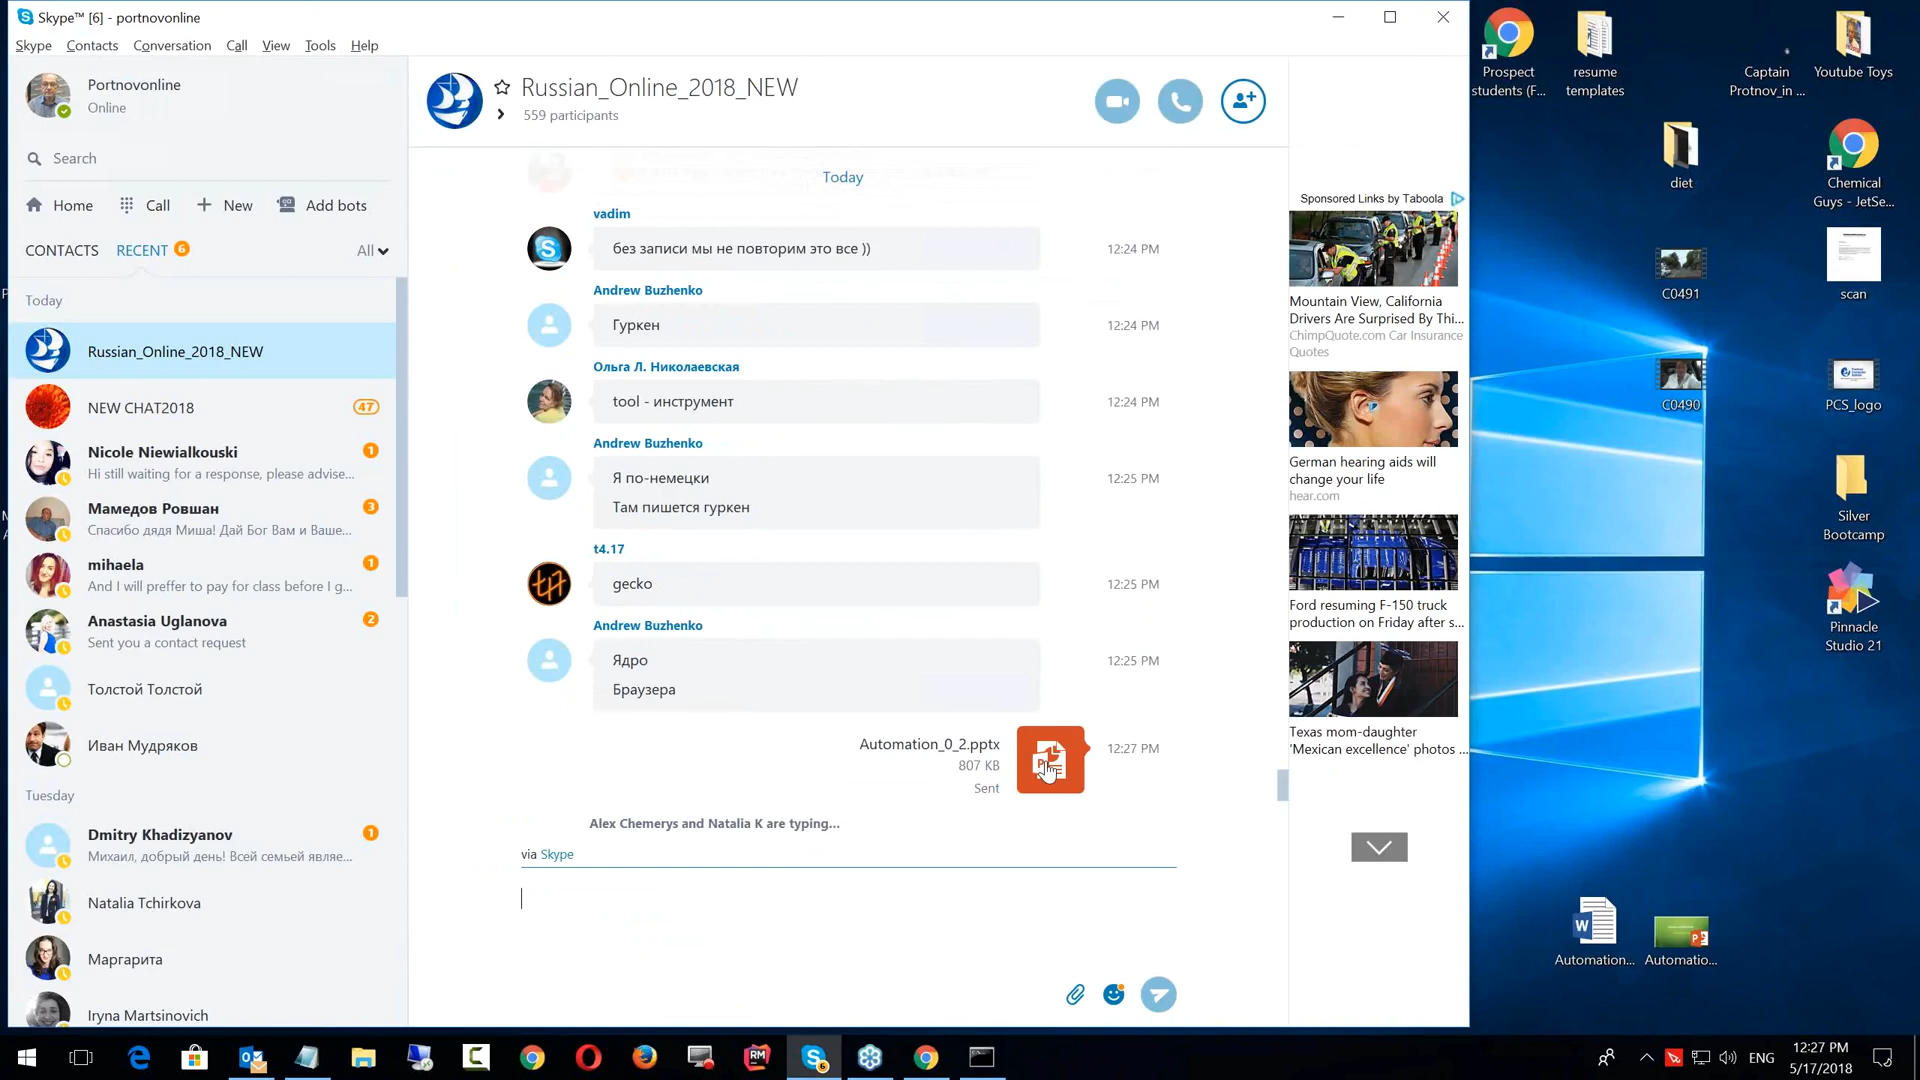 Skype™ [6] - portnovonline
Skype Contacts Conversation Call View Tools Help
Portnovonline
Online
Search
Home Call New Add bots
CONTACTS RECENT 6 All
Today
Russian_Online_2018_NEW
NEW CHAT2018 47
Nicole Niewialkouski 1
Hi still waiting for a response, please advise...
Мамедов Ровшан 3
Спасибо дядя Миша! Дай Бог Вам и Ваше...
mihaela 1
And I will preffer to pay for class before I g...
Anastasia Uglanova 2
Sent you a contact request
Толстой Толстой
Иван Мудряков
Tuesday
Dmitry Khadizyanov 1
Михаил, добрый день! Всей семьей являе...
Natalia Tchirkova
Маргарита
Iryna Martsinovich
Russian_Online_2018_NEW
559 participants
Today
vadim
без записи мы не повторим это все )) 12:24 PM
Andrew Buzhenko
Гуркен 12:24 PM
Ольга Л. Николаевская
tool - инструмент 12:24 PM
Andrew Buzhenko
Я по-немецки 12:25 PM
Там пишется гуркен
t4.17
gecko 12:25 PM
Andrew Buzhenko
Ядро 12:25 PM
Браузера
Automation_0_2.pptx 12:27 PM
807 KB
Sent
Alex Chemerys and Natalia K are typing...
via Skype
Sponsored Links by Taboola
Mountain View, California
Drivers Are Surprised By Thi...
ChimpQuote.com Car Insurance
Quotes
German hearing aids will
change your life
hear.com
Ford resuming F-150 truck
production on Friday after s...
Texas mom-daughter
'Mexican excellence' photos ...
Prospect
students (F...
resume
templates
Captain
Protnov_in ...
Youtube Toys
diet
Chemical
Guys - JetSe...
C0491
scan
C0490
PCS_logo
Silver
Bootcamp
Pinnacle
Studio 21
Automation...
Automatio...
ENG
12:27 PM
5/17/2018